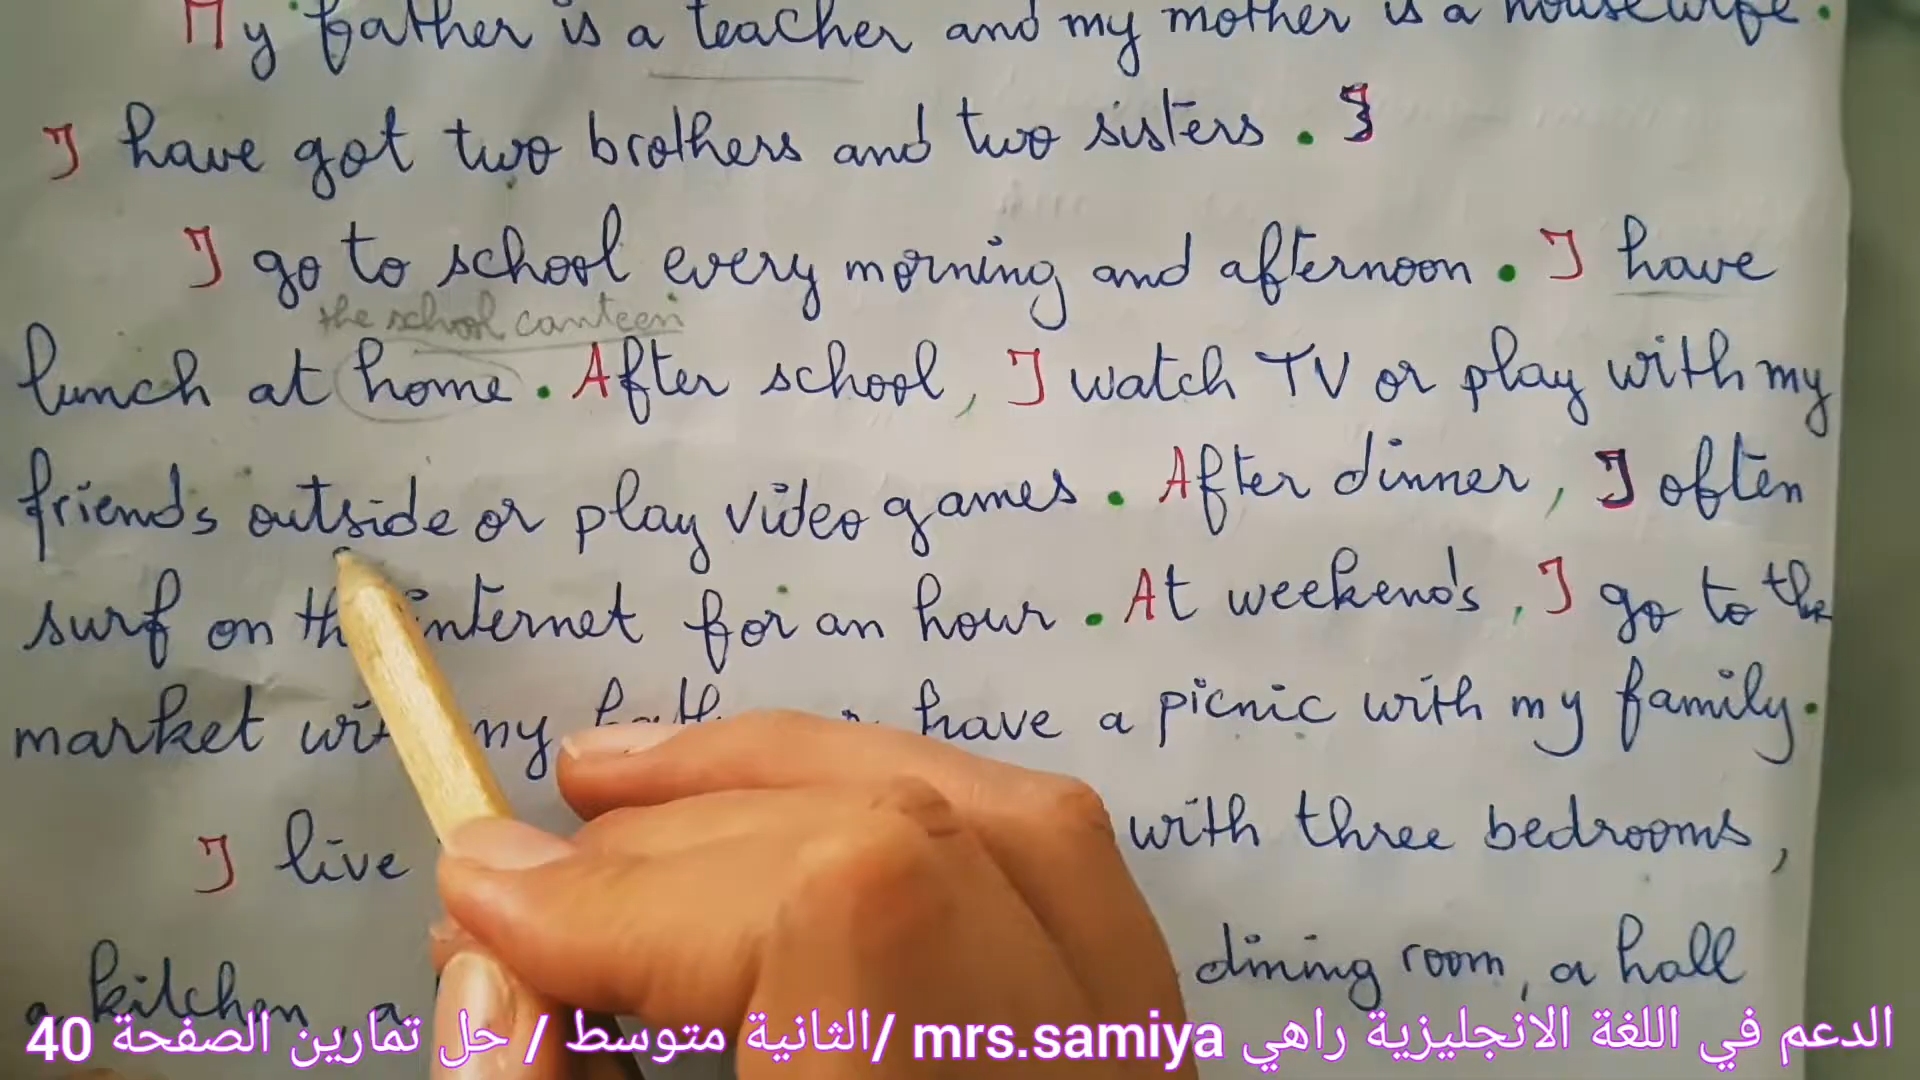 My father is a teacher and my mother is a housewife.
I have got two brothers and two sisters. I
I go to school every morning and afternoon. I have
the school canteen
lunch at home. After school, I watch TV or play with my
friends outside or play video games. After dinner, I often
surf on the internet for an hour. At weekends, I go to the
market with my have a picnic with my family.
I live with three bedrooms,
a kitchen, a dining room, a hall
الدعم في اللغة الانجليزية راهي mrs.samiya /الثانية متوسط / حل تمارين الصفحة 40